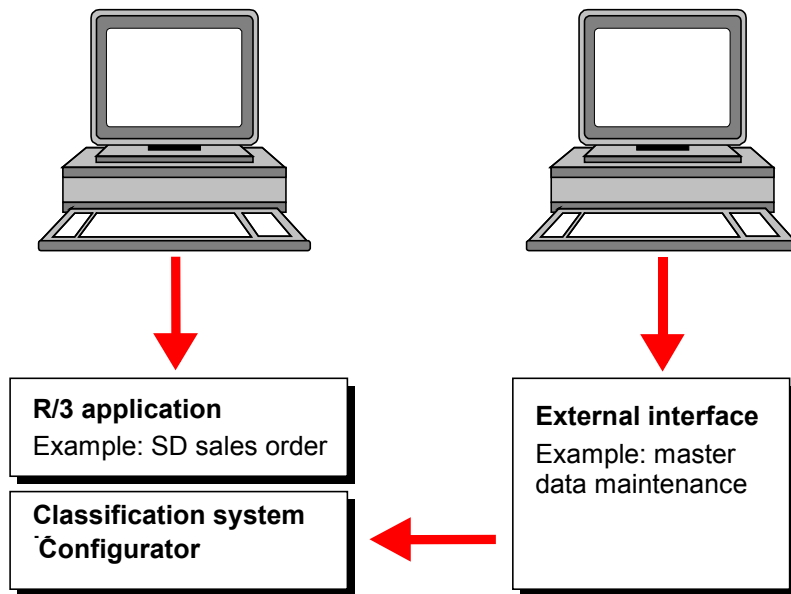 R/3 application
Example: SD sales order
Classification system
Configurator
External interface
Example: master
data maintenance